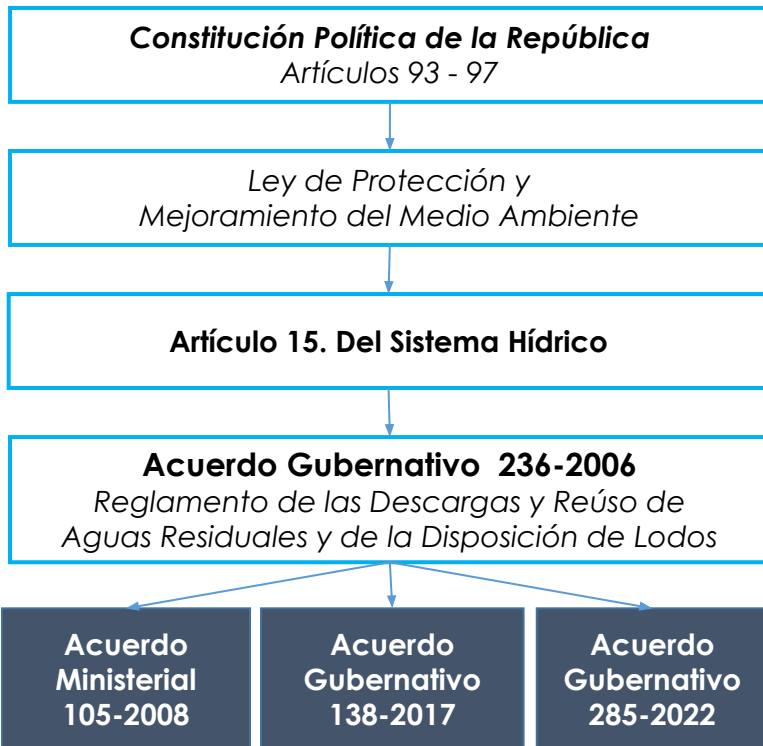 Constitución Política de la República
Artículos 93 - 97
Ley de Protección y
Mejoramiento del Medio Ambiente
Artículo 15. Del Sistema Hídrico
Acuerdo Gubernativo 236-2006
Reglamento de las Descargas y Reúso de
Aguas Residuales y de la Disposición de Lodos
Acuerdo
Ministerial
105-2008
Acuerdo
Gubernativo
138-2017
Acuerdo
Gubernativo
285-2022